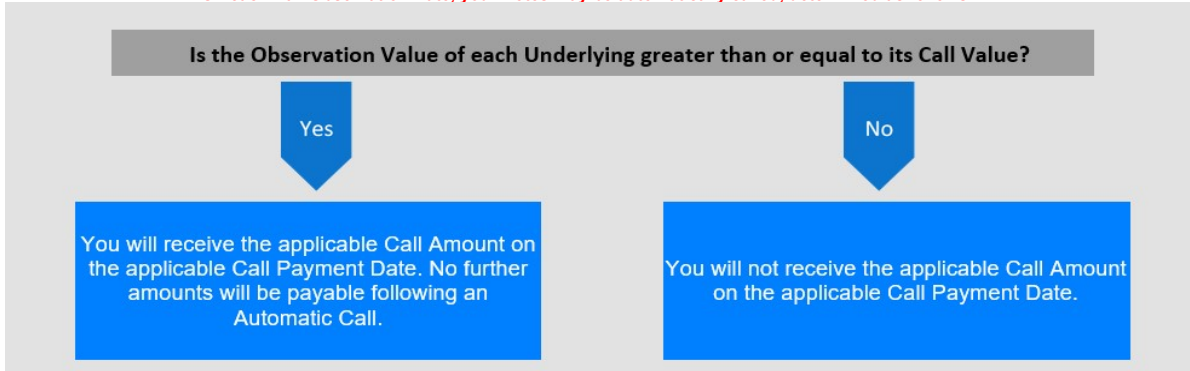 Is the Observation Value of each Underlying greater than or equal to its Call Value?
Yes
No
You will receive the applicable Call Amount on
the applicable Call Payment Date. No further
amounts will be payable following an
Automatic Call.
You will not receive the applicable Call Amount
on the applicable Call Payment Date.